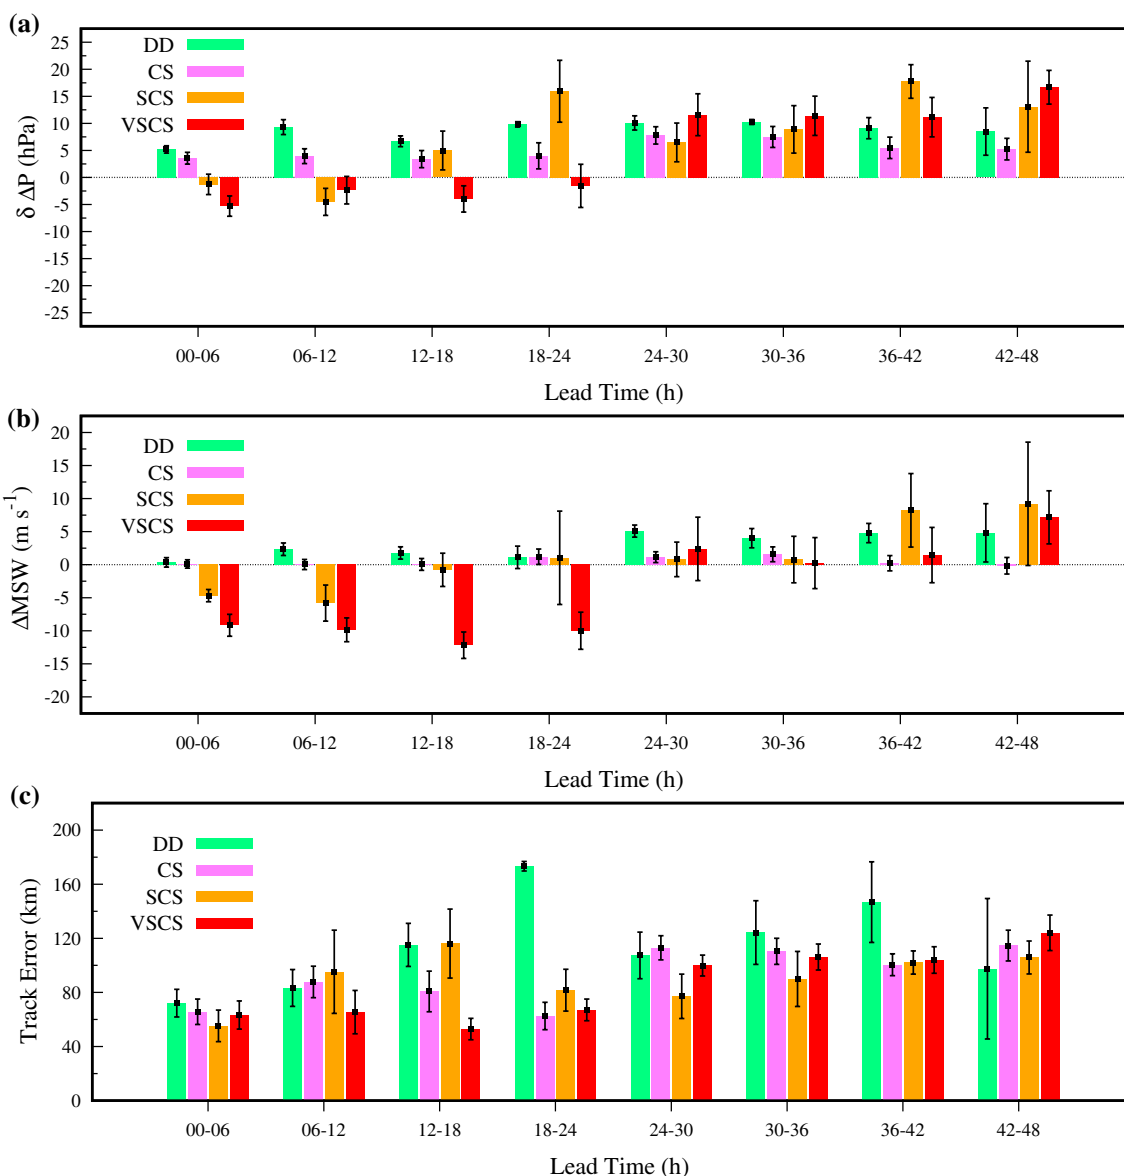 (a)
25
20
15
10
5
0
-5
-10
-15
-20
-25
δ ΔP (hPa)
DD
CS
SCS
VSCS
00-06 06-12 12-18 18-24 24-30 30-36 36-42 42-48
Lead Time (h)
(b)
20
15
10
5
0
-5
-10
-15
-20
ΔMSW (m s⁻¹)
DD
CS
SCS
VSCS
00-06 06-12 12-18 18-24 24-30 30-36 36-42 42-48
Lead Time (h)
(c)
200
160
120
80
40
0
Track Error (km)
DD
CS
SCS
VSCS
00-06 06-12 12-18 18-24 24-30 30-36 36-42 42-48
Lead Time (h)